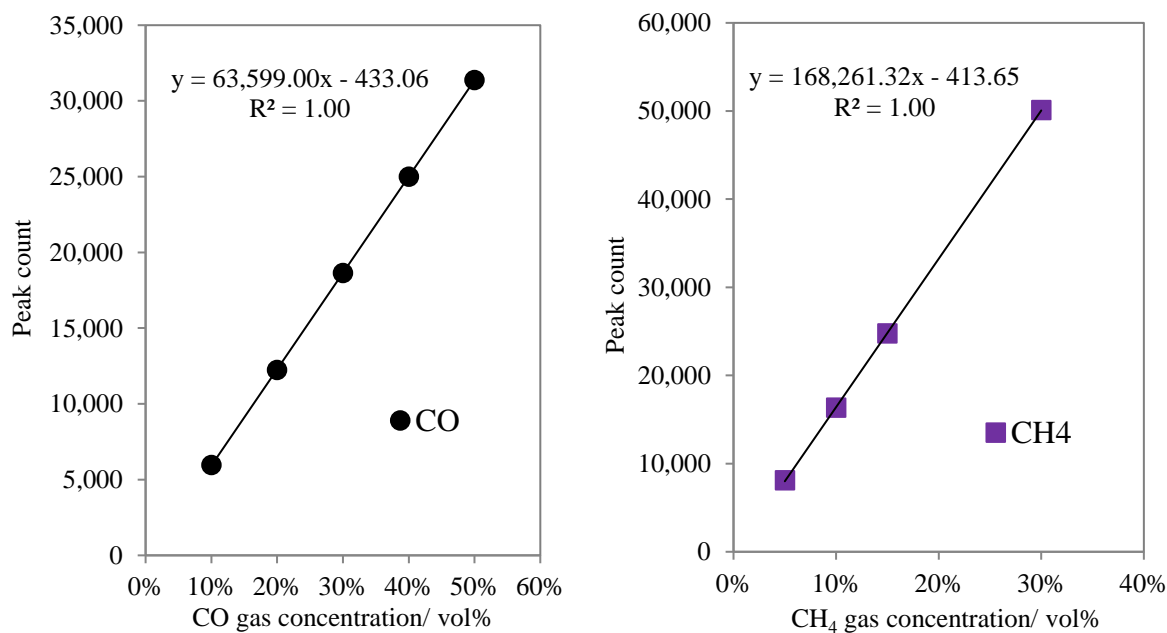 35,000
30,000
25,000
20,000
15,000
10,000
5,000
0
Peak count
y = 63,599.00x - 433.06
R² = 1.00
CO
0% 10% 20% 30% 40% 50% 60%
CO gas concentration/ vol%
60,000
50,000
40,000
30,000
20,000
10,000
0
Peak count
y = 168,261.32x - 413.65
R² = 1.00
CH4
0% 10% 20% 30% 40%
CH₄ gas concentration/ vol%